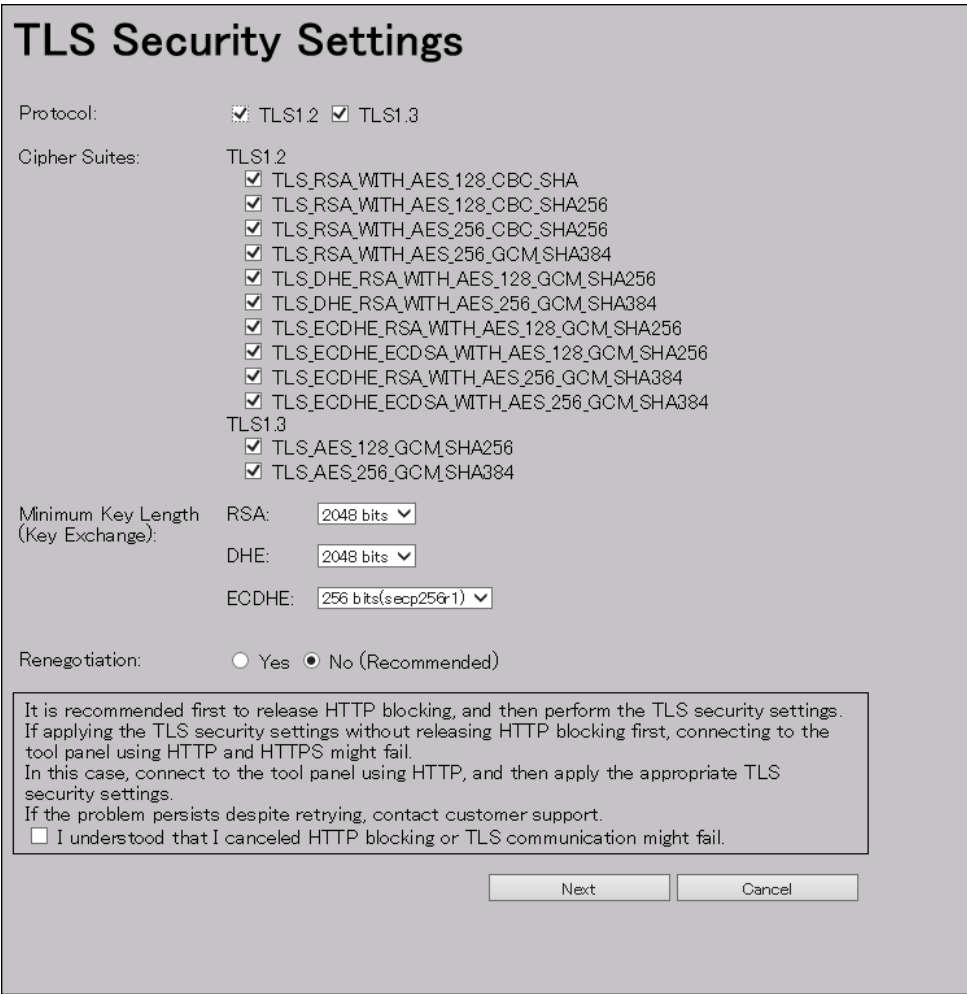 TLS Security Settings
Protocol: TLS1.2 TLS1.3
Cipher Suites: TLS1.2
TLS_RSA_WITH_AES_128_CBC_SHA
TLS_RSA_WITH_AES_128_CBC_SHA256
TLS_RSA_WITH_AES_256_CBC_SHA256
TLS_RSA_WITH_AES_256_GCM_SHA384
TLS_DHE_RSA_WITH_AES_128_GCM_SHA256
TLS_DHE_RSA_WITH_AES_256_GCM_SHA384
TLS_ECDHE_RSA_WITH_AES_128_GCM_SHA256
TLS_ECDHE_ECDSA_WITH_AES_128_GCM_SHA256
TLS_ECDHE_RSA_WITH_AES_256_GCM_SHA384
TLS_ECDHE_ECDSA_WITH_AES_256_GCM_SHA384
TLS1.3
TLS_AES_128_GCM_SHA256
TLS_AES_256_GCM_SHA384
Minimum Key Length RSA: 2048 bits
(Key Exchange):
DHE: 2048 bits
ECDHE: 256 bits(secp256r1)
Renegotiation: Yes No (Recommended)
It is recommended first to release HTTP blocking, and then perform the TLS security settings.
If applying the TLS security settings without releasing HTTP blocking first, connecting to the
tool panel using HTTP and HTTPS might fail.
In this case, connect to the tool panel using HTTP, and then apply the appropriate TLS
security settings.
If the problem persists despite retrying, contact customer support.
I understood that I canceled HTTP blocking or TLS communication might fail.
Next Cancel